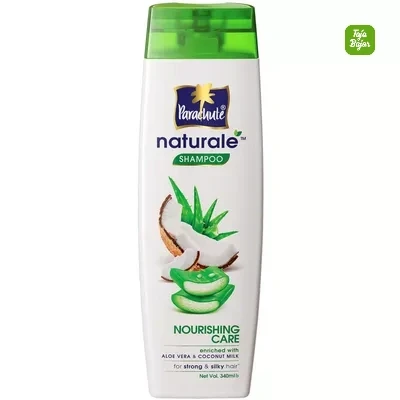 Taja
Bajar
Parachute
naturale™
SHAMPOO
NOURISHING
CARE
enriched with
ALOE VERA & COCONUT MILK
for strong & silky hair*
Net Vol. 340ml